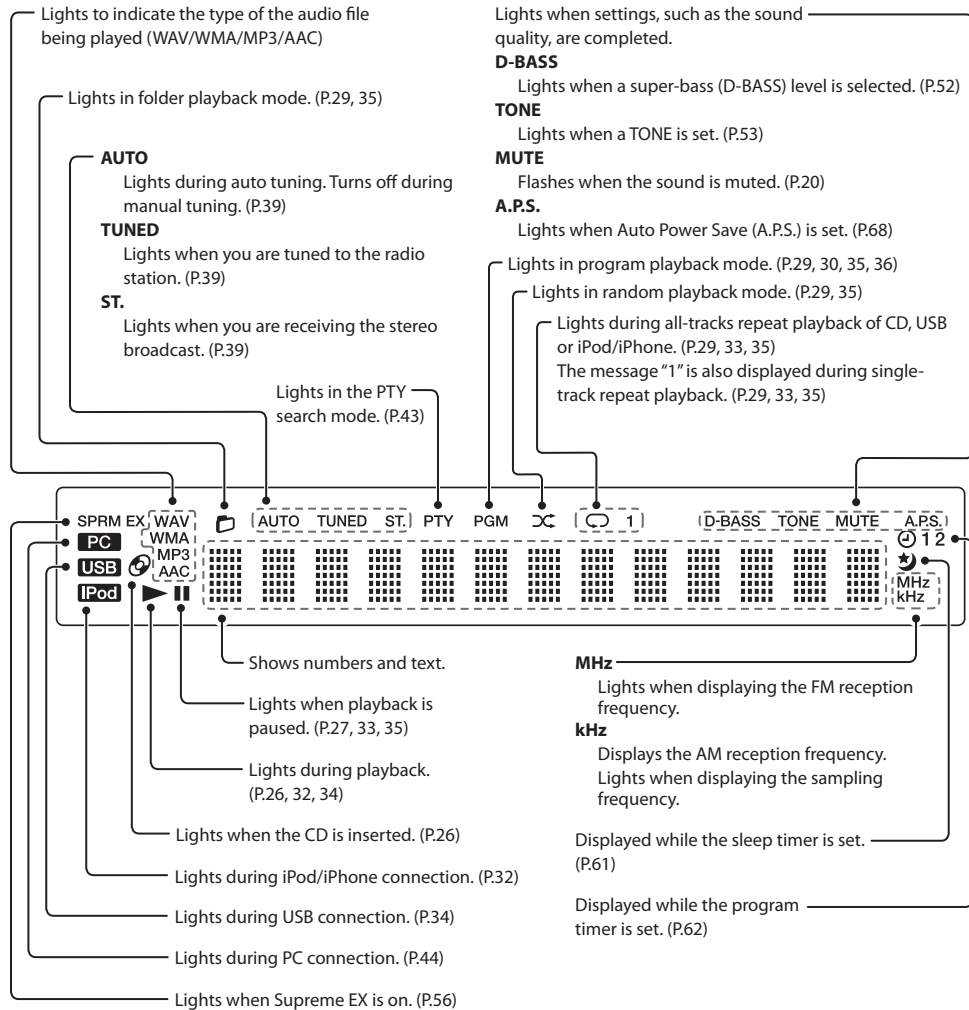 Lights to indicate the type of the audio file
being played (WAV/WMA/MP3/AAC)
Lights in folder playback mode. (P.29, 35)
AUTO
Lights during auto tuning. Turns off during
manual tuning. (P.39)
TUNED
Lights when you are tuned to the radio
station. (P.39)
ST.
Lights when you are receiving the stereo
broadcast. (P.39)
Lights in the PTY
search mode. (P.43)
Lights when settings, such as the sound
quality, are completed.
D-BASS
Lights when a super-bass (D-BASS) level is selected. (P.52)
TONE
Lights when a TONE is set. (P.53)
MUTE
Flashes when the sound is muted. (P.20)
A.P.S.
Lights when Auto Power Save (A.P.S.) is set. (P.68)
Lights in program playback mode. (P.29, 30, 35, 36)
Lights in random playback mode. (P.29, 35)
Lights during all-tracks repeat playback of CD, USB
or iPod/iPhone. (P.29, 33, 35)
The message “1” is also displayed during single-
track repeat playback. (P.29, 33, 35)
SPRM EX WAV AUTO TUNED ST. PTY PGM 1 D-BASS TONE MUTE A.P.S.
PC WMA 1 2
MP3
USB AAC
IPod MHz
kHz
Shows numbers and text.
Lights when playback is
paused. (P.27, 33, 35)
Lights during playback.
(P.26, 32, 34)
Lights when the CD is inserted. (P.26)
Lights during iPod/iPhone connection. (P.32)
Lights during USB connection. (P.34)
Lights during PC connection. (P.44)
Lights when Supreme EX is on. (P.56)
MHz
Lights when displaying the FM reception
frequency.
kHz
Displays the AM reception frequency.
Lights when displaying the sampling
frequency.
Displayed while the sleep timer is set.
(P.61)
Displayed while the program
timer is set. (P.62)